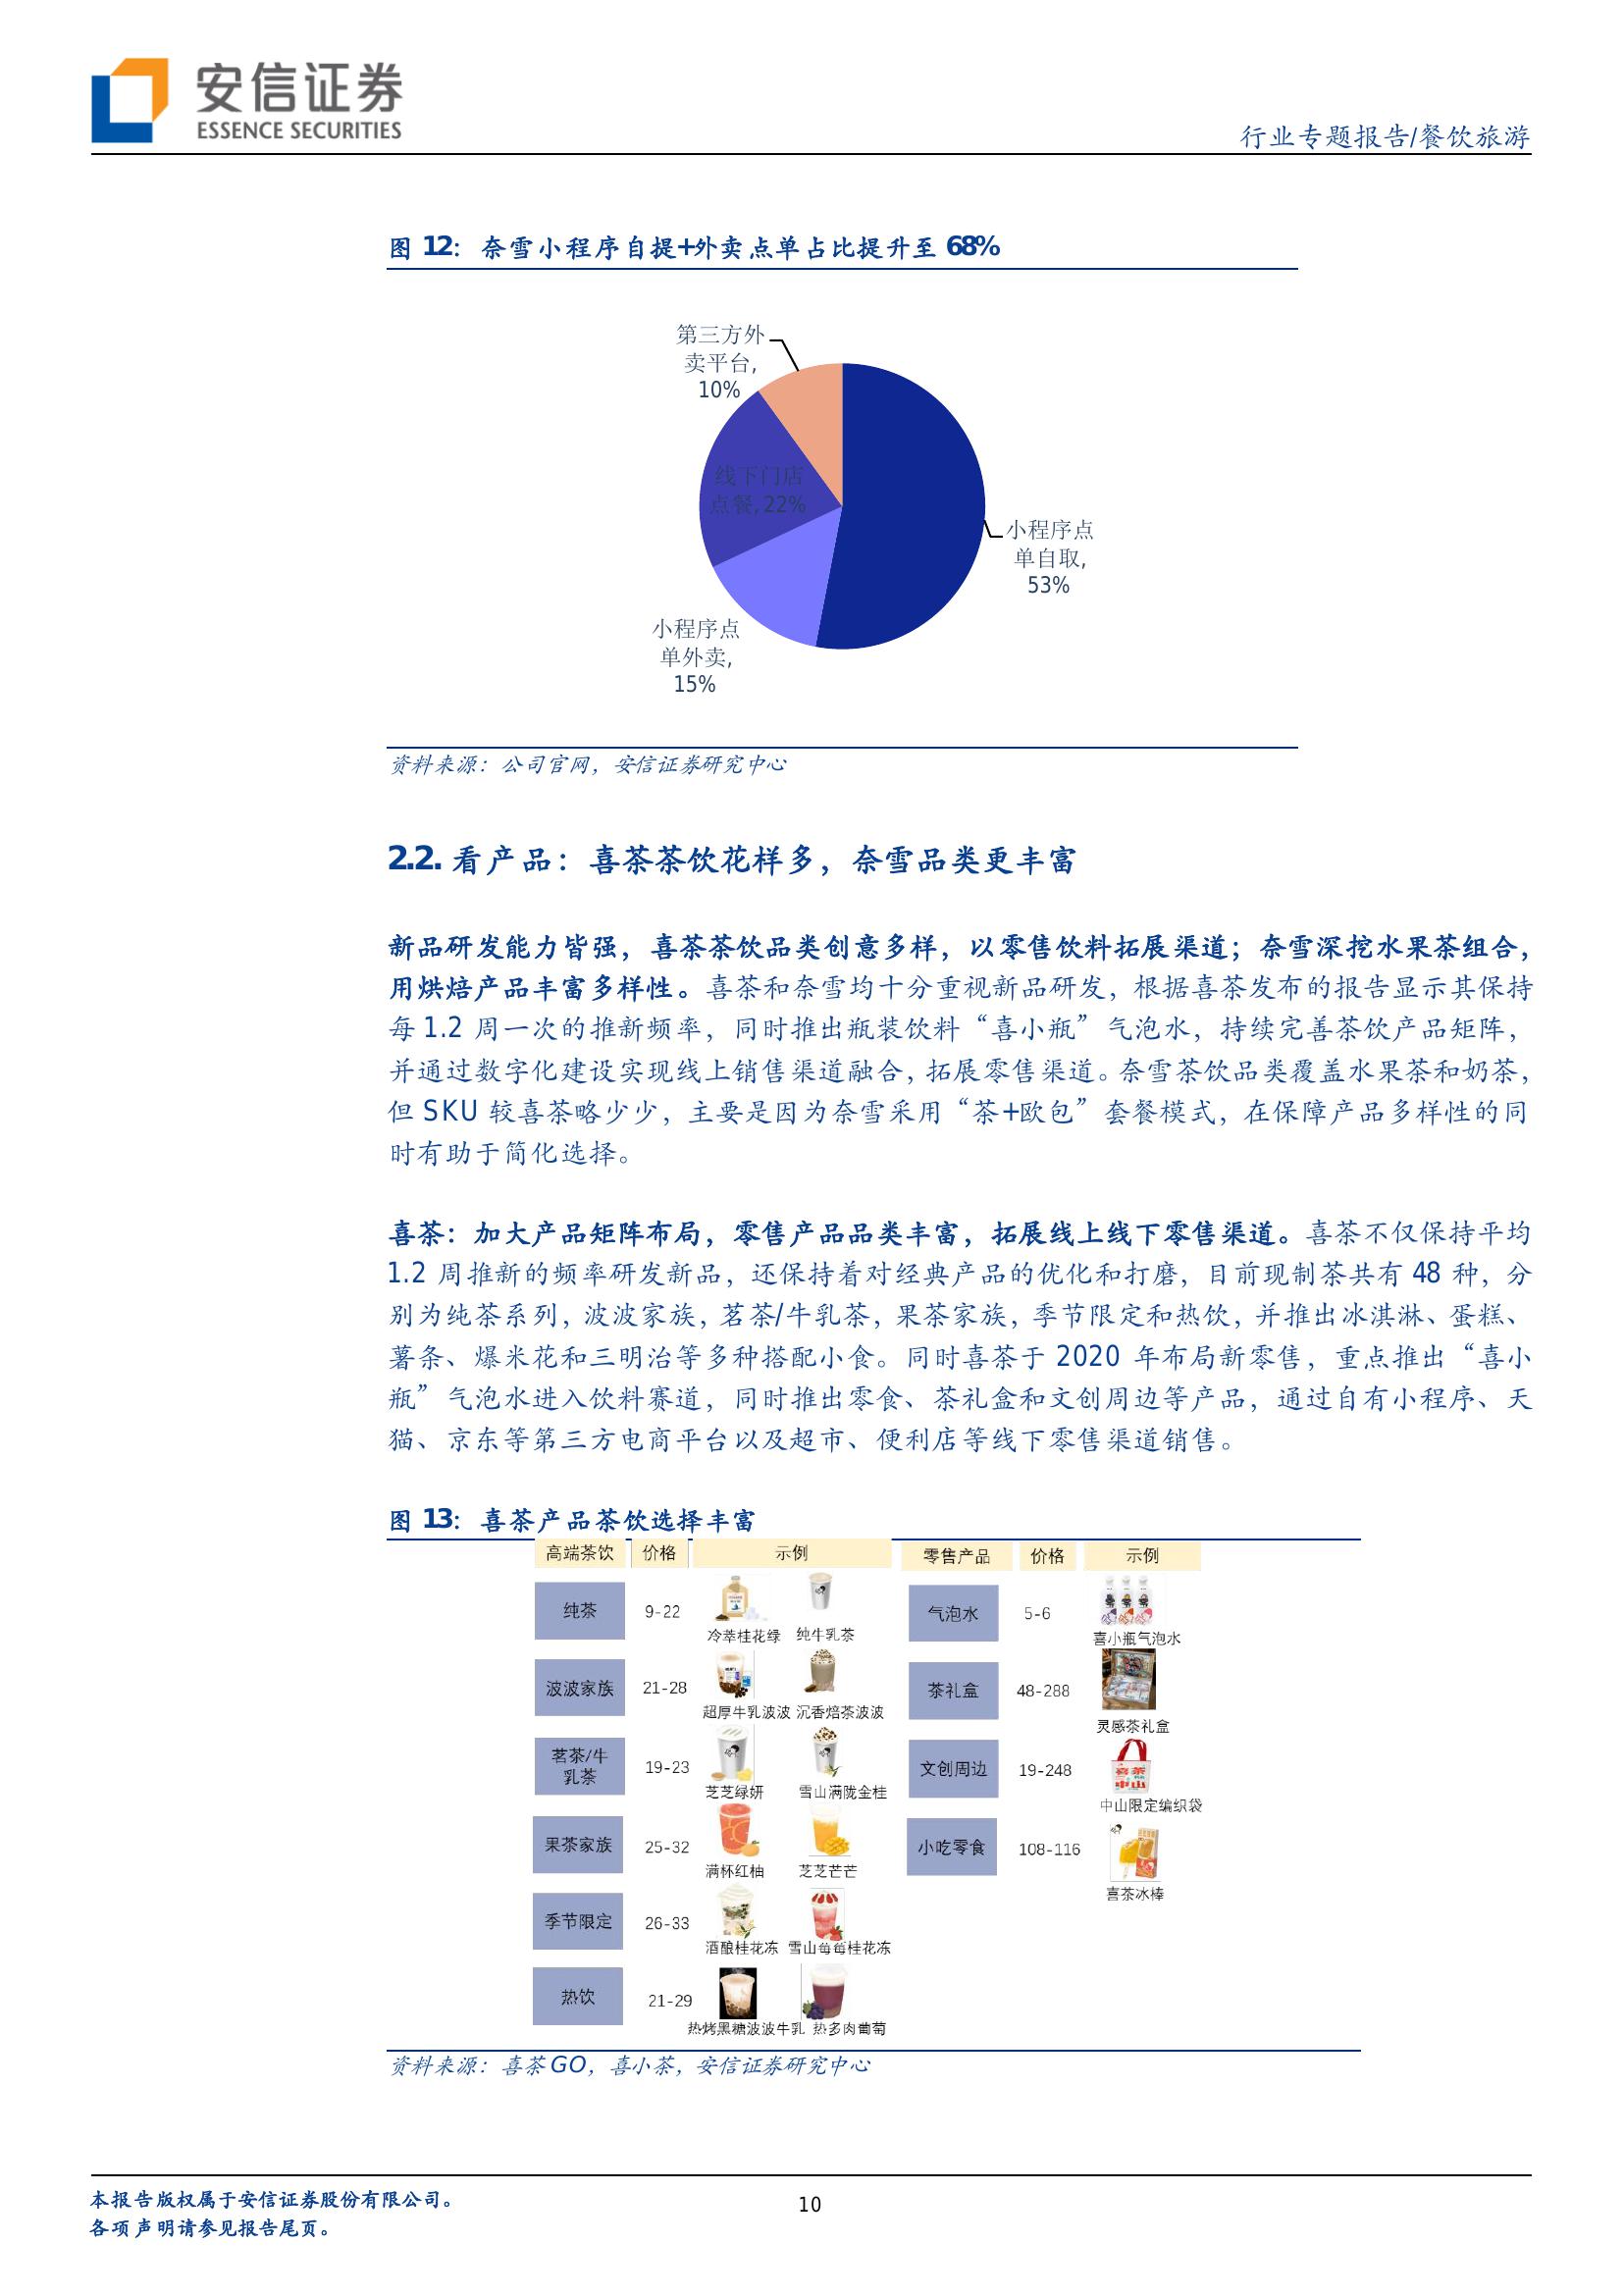 安信证券
ESSENCE SECURITIES
行业专题报告/餐饮旅游
图 12：奈雪小程序自提+外卖点单占比提升至 68%
第三方外
卖平台,
10%
线下门店
点餐, 22%
小程序点
单自取,
53%
小程序点
单外卖,
15%
资料来源：公司官网，安信证券研究中心
2.2. 看产品：喜茶茶饮花样多，奈雪品类更丰富
新品研发能力皆强，喜茶茶饮品类创意多样，以零售饮料拓展渠道；奈雪深挖水果茶组合，
用烘焙产品丰富多样性。喜茶和奈雪均十分重视新品研发，根据喜茶发布的报告显示其保持
每 1.2 周一次的推新频率，同时推出瓶装饮料“喜小瓶”气泡水，持续完善茶饮产品矩阵，
并通过数字化建设实现线上销售渠道融合，拓展零售渠道。奈雪茶饮品类覆盖水果茶和奶茶，
但 SKU 较喜茶略少少，主要是因为奈雪采用“茶+欧包”套餐模式，在保障产品多样性的同
时有助于简化选择。
喜茶：加大产品矩阵布局，零售产品品类丰富，拓展线上线下零售渠道。喜茶不仅保持平均
1.2 周推新的频率研发新品，还保持着对经典产品的优化和打磨，目前现制茶共有 48 种，分
别为纯茶系列，波波家族，茗茶/牛乳茶，果茶家族，季节限定和热饮，并推出冰淇淋、蛋糕、
薯条、爆米花和三明治等多种搭配小食。同时喜茶于 2020 年布局新零售，重点推出“喜小
瓶”气泡水进入饮料赛道，同时推出零食、茶礼盒和文创周边等产品，通过自有小程序、天
猫、京东等第三方电商平台以及超市、便利店等线下零售渠道销售。
图 13：喜茶产品茶饮选择丰富
高端茶饮 价格 示例 零售产品 价格 示例
纯茶 9-22 气泡水 5-6
冷萃桂花绿 纯牛乳茶 喜小瓶气泡水
波波家族 21-28 茶礼盒 48-288
超厚牛乳波波 沉香焙茶波波 灵感茶礼盒
茗茶/牛
乳茶 19-23 文创周边 19-248
芝芝绿妍 雪山满陇金桂 中山限定编织袋
果茶家族 25-32 小吃零食 108-116
满杯红柚 芝芝芒芒 喜茶冰棒
季节限定 26-33
酒酿桂花冻 雪山莓莓桂花冻
热饮 21-29
热烤黑糖波波牛乳 热多肉葡萄
资料来源：喜茶 GO，喜小茶，安信证券研究中心
本报告版权属于安信证券股份有限公司。
各项声明请参见报告尾页。
10